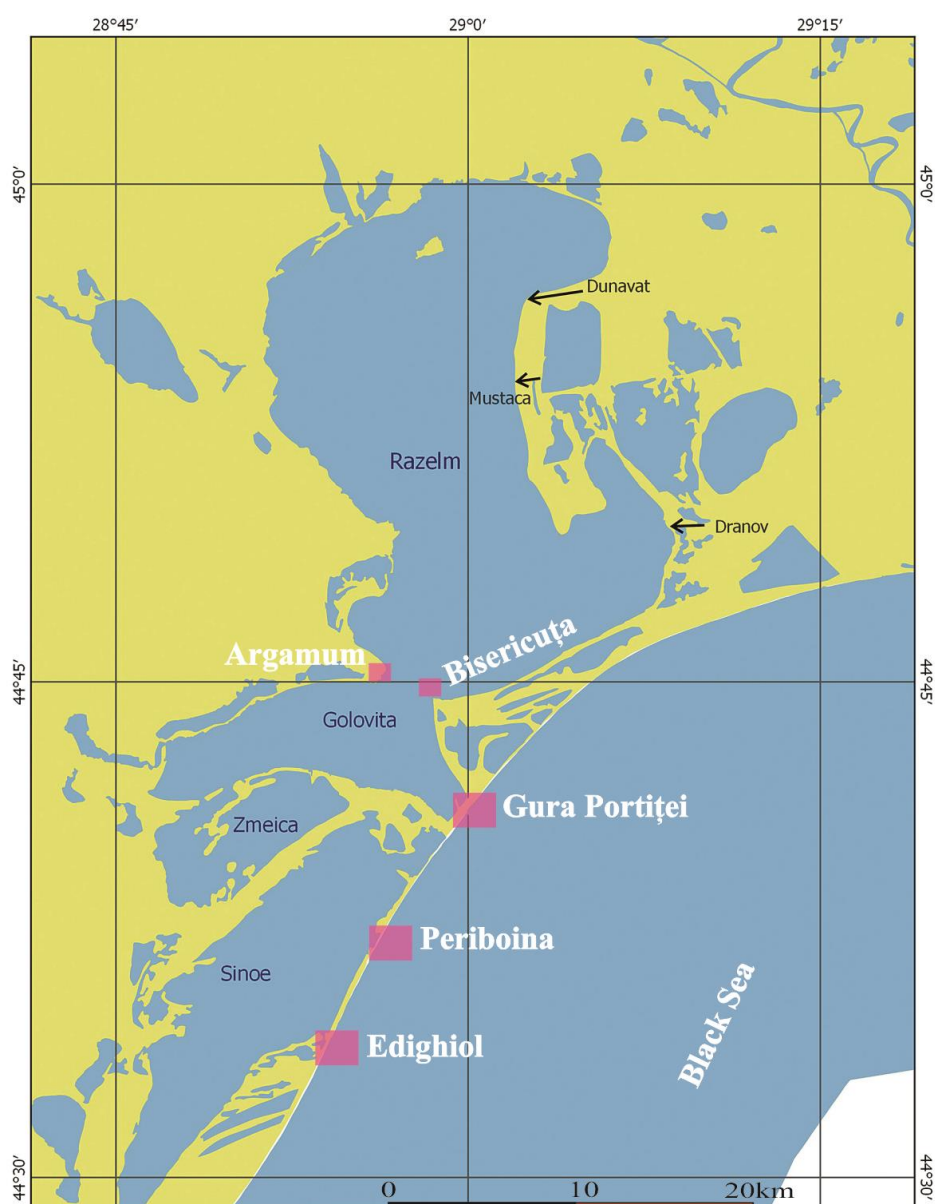 28°45′ 29°0′ 29°15′
45°0′ 45°0′
Dunavat
Mustaca
Razelm
Dranov
Argamum
Bisericuța
44°45′ 44°45′
Golovita
Gura Portiței
Zmeica
Periboina
Sinoe
Black Sea
Edighiol
44°30′ 44°30′
0 10 20km